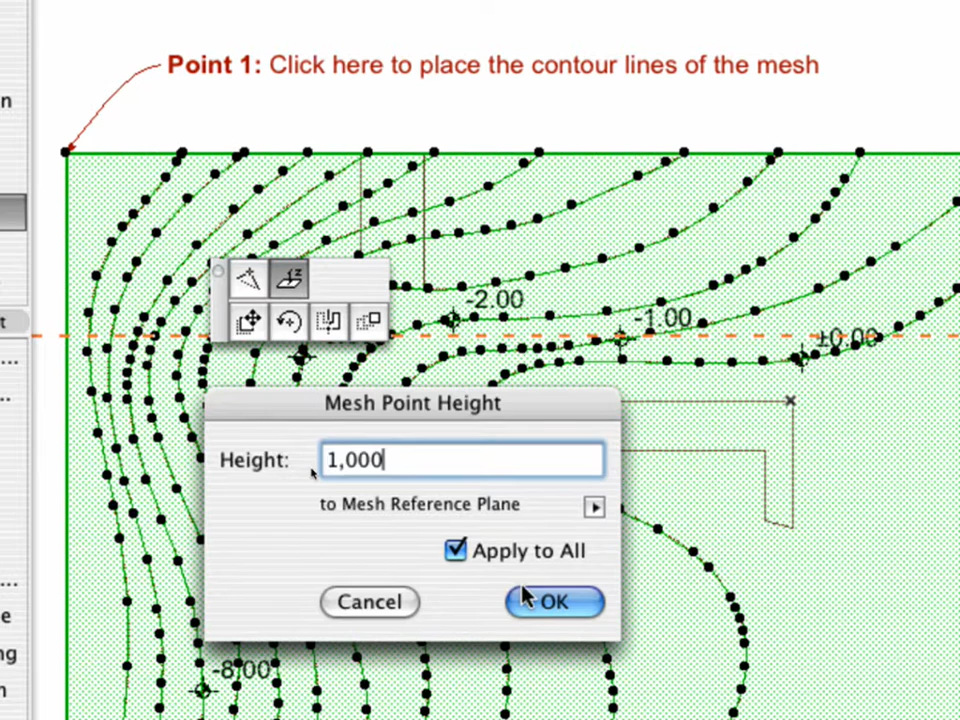 Point 1: Click here to place the contour lines of the mesh
n
-2.00
-1.00
±0.00
t
...
...
Mesh Point Height
Height: 1,000
to Mesh Reference Plane
Apply to All
Cancel OK
...
e
ng
-8.00
n